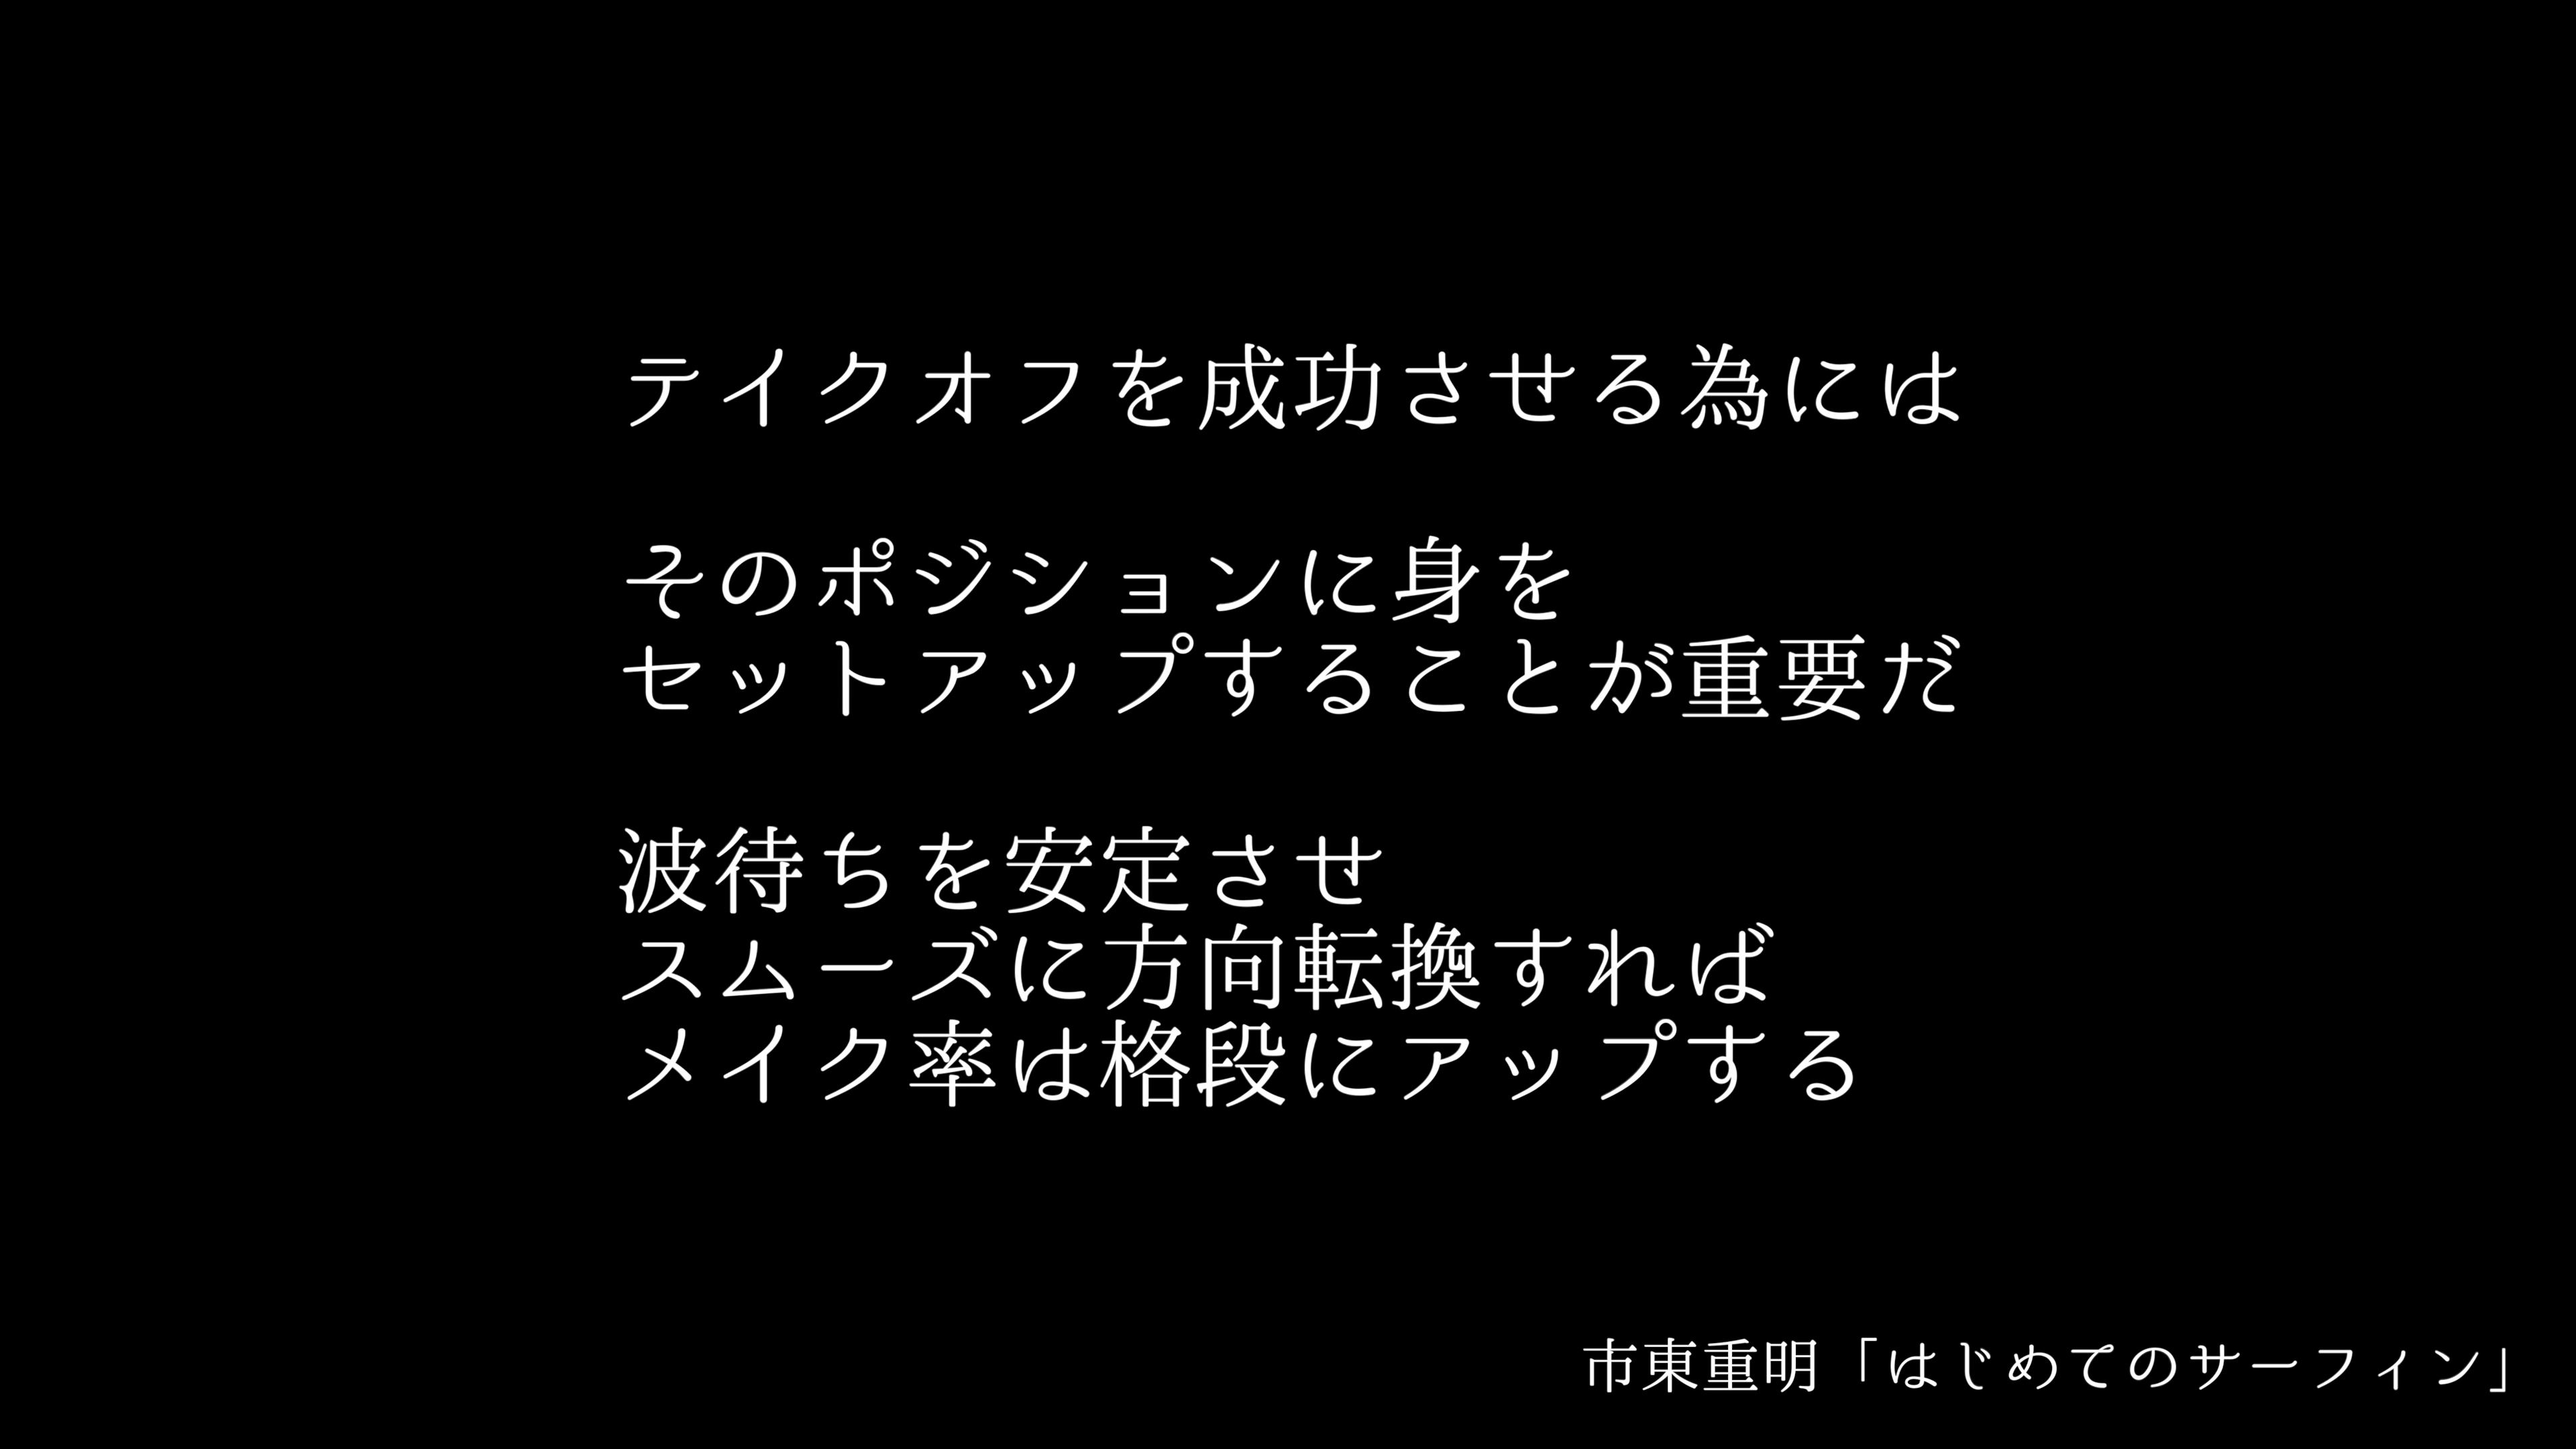 テイクオフを成功させる為には
そのポジションに身を
セットアップすることが重要だ
波待ちを安定させ
スムーズに方向転換すれば
メイク率は格段にアップする
市東重明「はじめてのサーフィン」